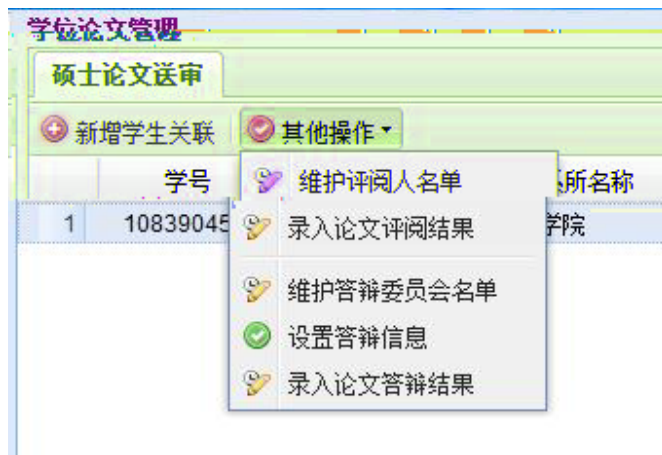 学位论文管理
硕士论文送审
新增学生关联 其他操作
学号 系所名称
维护评阅人名单
1 10839045 学院
录入论文评阅结果
维护答辩委员会名单
设置答辩信息
录入论文答辩结果